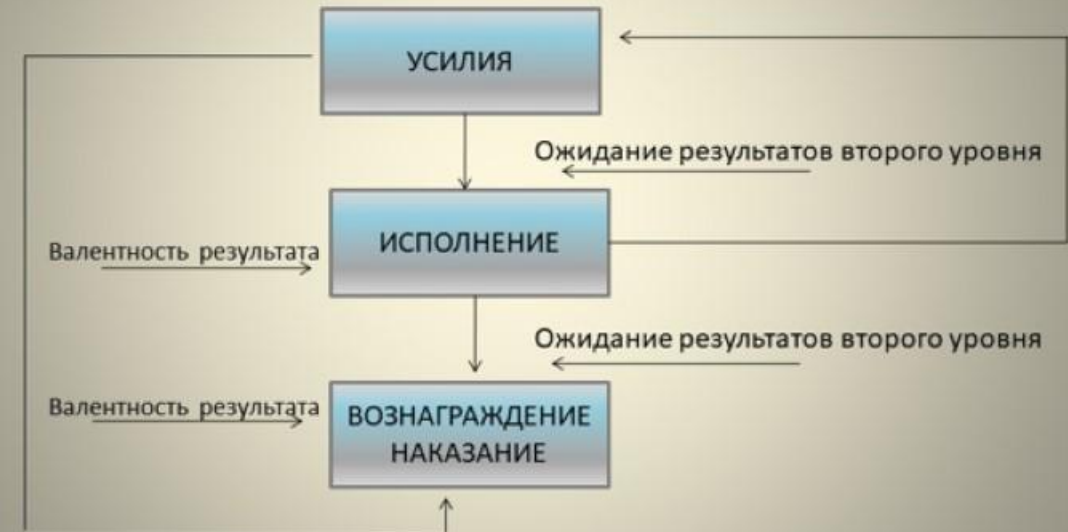 УСИЛИЯ
Ожидание результатов второго уровня
ИСПОЛНЕНИЕ
Валентность результата
Ожидание результатов второго уровня
Валентность результата
ВОЗНАГРАЖДЕНИЕ
НАКАЗАНИЕ